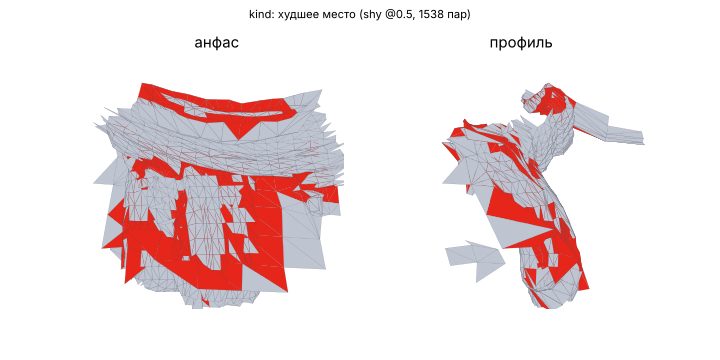 kind: худшее место (shy @0.5, 1538 пар)
анфас
профиль